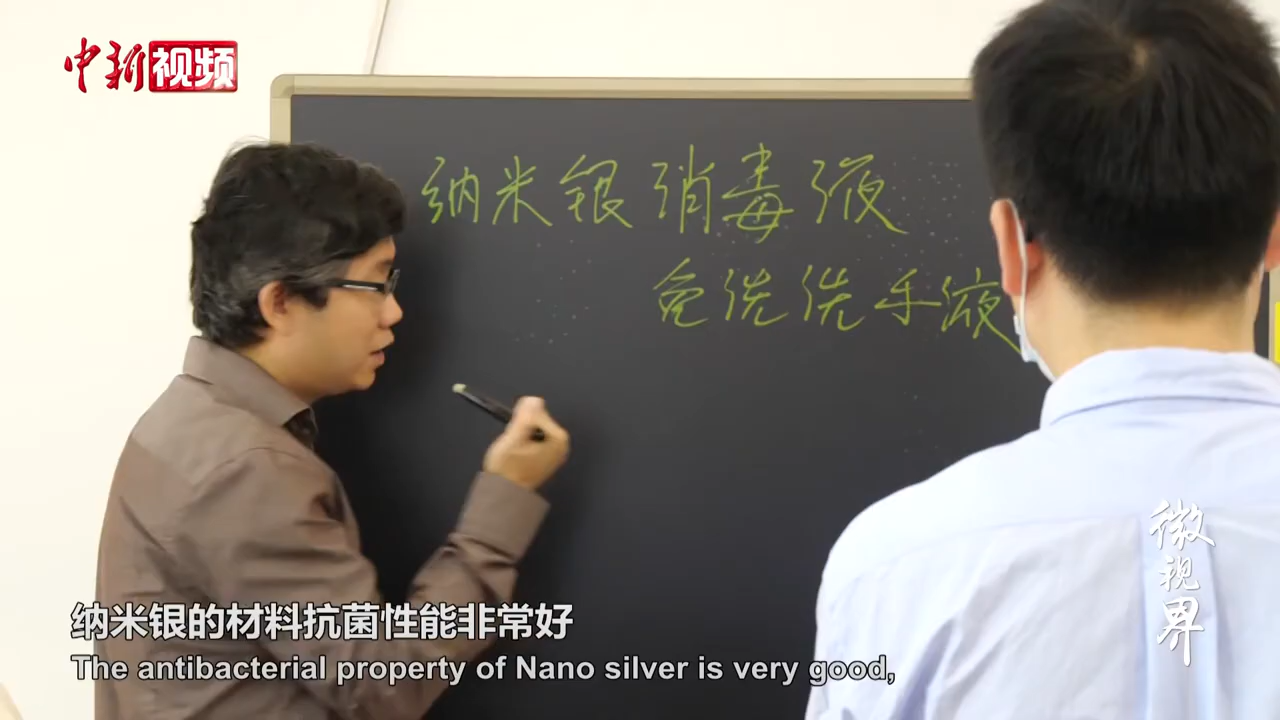 中新视频
纳米银消毒液
免洗洗手液
微视界
纳米银的材料抗菌性能非常好
The antibacterial property of Nano silver is very good,